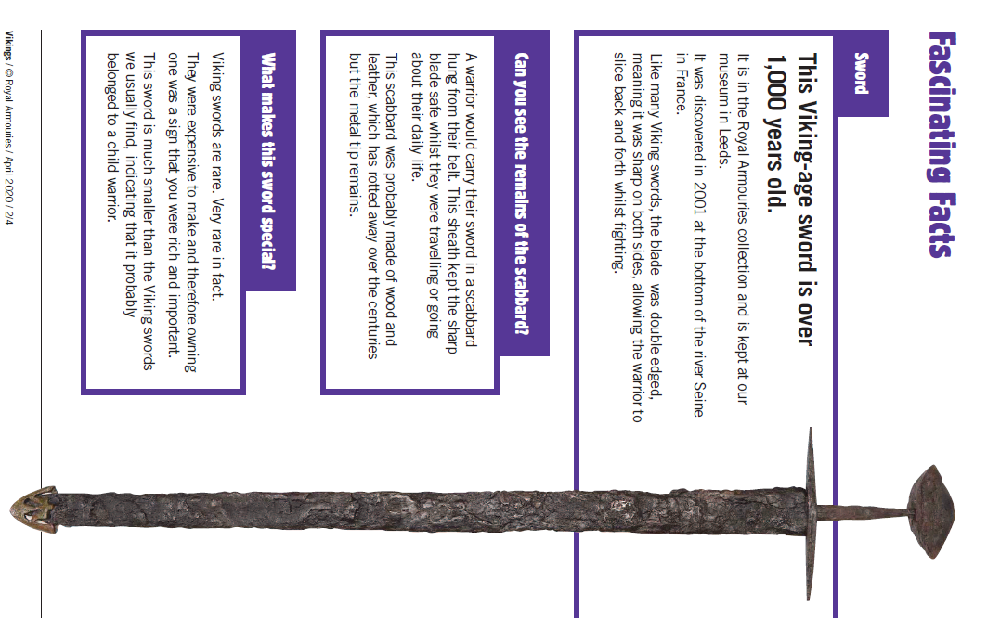 Fascinating Facts
Sword
This Viking-age sword is over
1,000 years old.
It is in the Royal Armouries collection and is kept at our
museum in Leeds.
It was discovered in 2001 at the bottom of the river Seine
in France.
Like many Viking swords, the blade was double edged,
meaning it was sharp on both sides, allowing the warrior to
slice back and forth whilst fighting.
Can you see the remains of the scabbard?
A warrior would carry their sword in a scabbard
hung from their belt. This sheath kept the sharp
blade safe whilst they were travelling or going
about their daily life.
This scabbard was probably made of wood and
leather, which has rotted away over the centuries
but the metal tip remains.
What makes this sword special?
Viking swords are rare. Very rare in fact.
They were expensive to make and therefore owning
one was a sign that you were rich and important.
This sword is much smaller than the Viking swords
we usually find, indicating that it probably
belonged to a child warrior.
Vikings / © Royal Armouries / April 2020 / 2/4